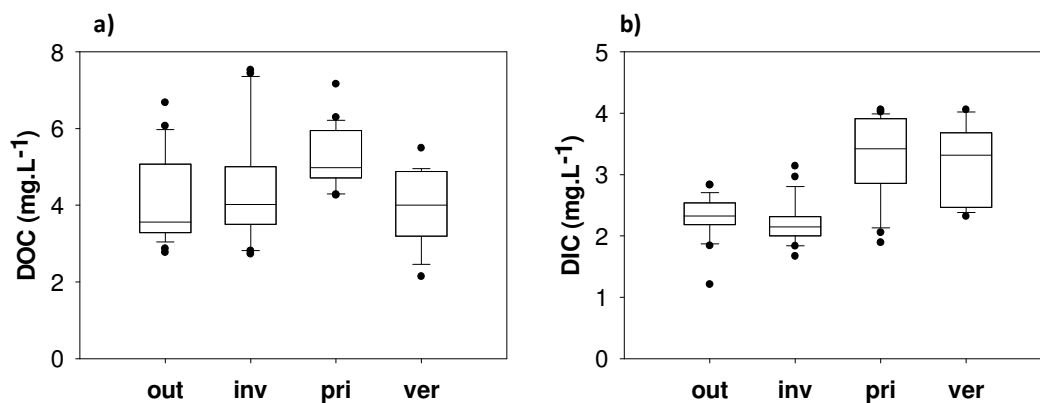 a)
DOC (mg.L-1)
8
6
4
2
0
out inv pri ver
b)
DIC (mg.L-1)
5
4
3
2
1
0
out inv pri ver